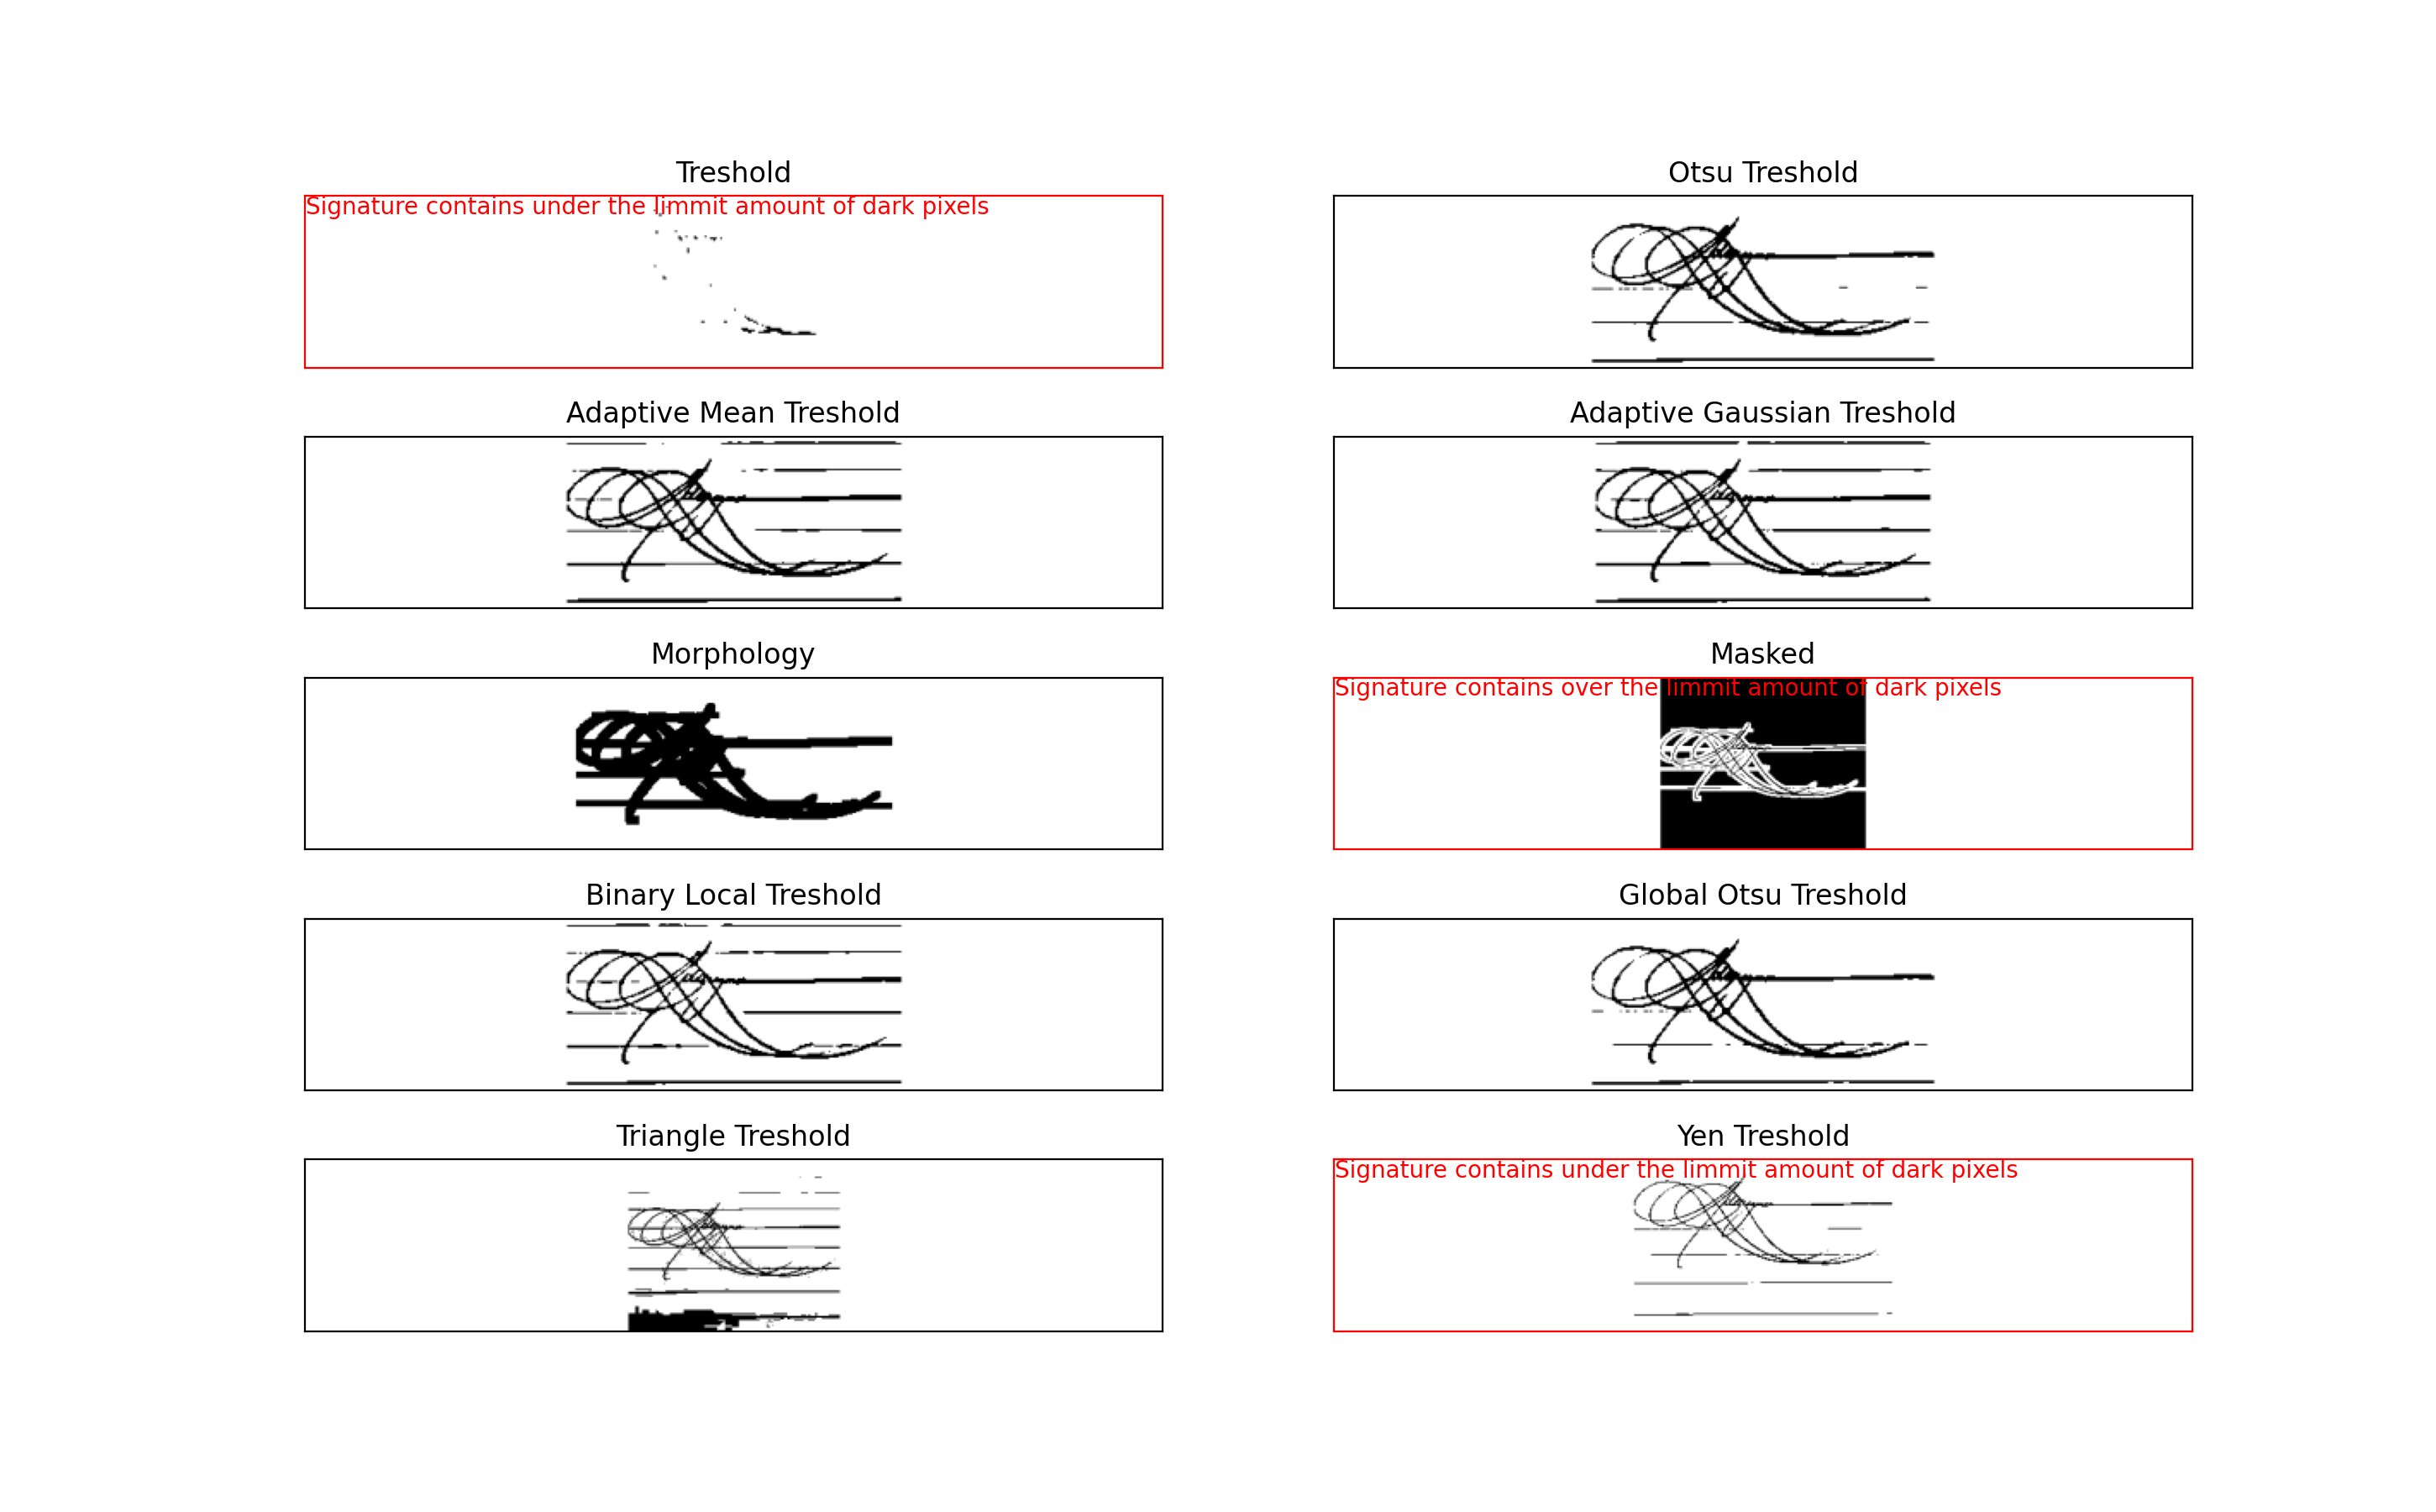 Treshold
Signature contains under the limmit amount of dark pixels
Otsu Treshold
Adaptive Mean Treshold
Adaptive Gaussian Treshold
Morphology
Masked
Signature contains over the limmit amount of dark pixels
Binary Local Treshold
Global Otsu Treshold
Triangle Treshold
Yen Treshold
Signature contains under the limmit amount of dark pixels